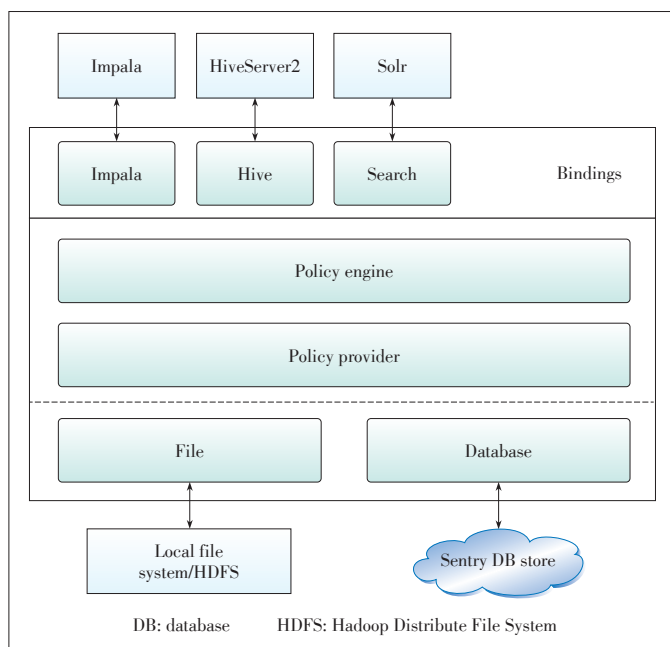 Impala
HiveServer2
Solr
Impala
Hive
Search
Bindings
Policy engine
Policy provider
File
Database
Local file
system/HDFS
Sentry DB store
DB: database
HDFS: Hadoop Distribute File System